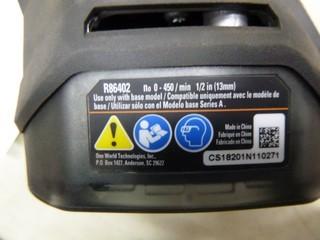 R86402 no 0 - 450 / min 1/2 in (13mm)
Use only with base model / Compatible uniquement avec le modèle de
base / Utilizar sólo con el Modelo base Series A .
Made in China
Fabriqué en Chine
Fabricado en China
CS18201N110271
One World Technologies, Inc.
P.O. Box 1427, Anderson, SC 29622